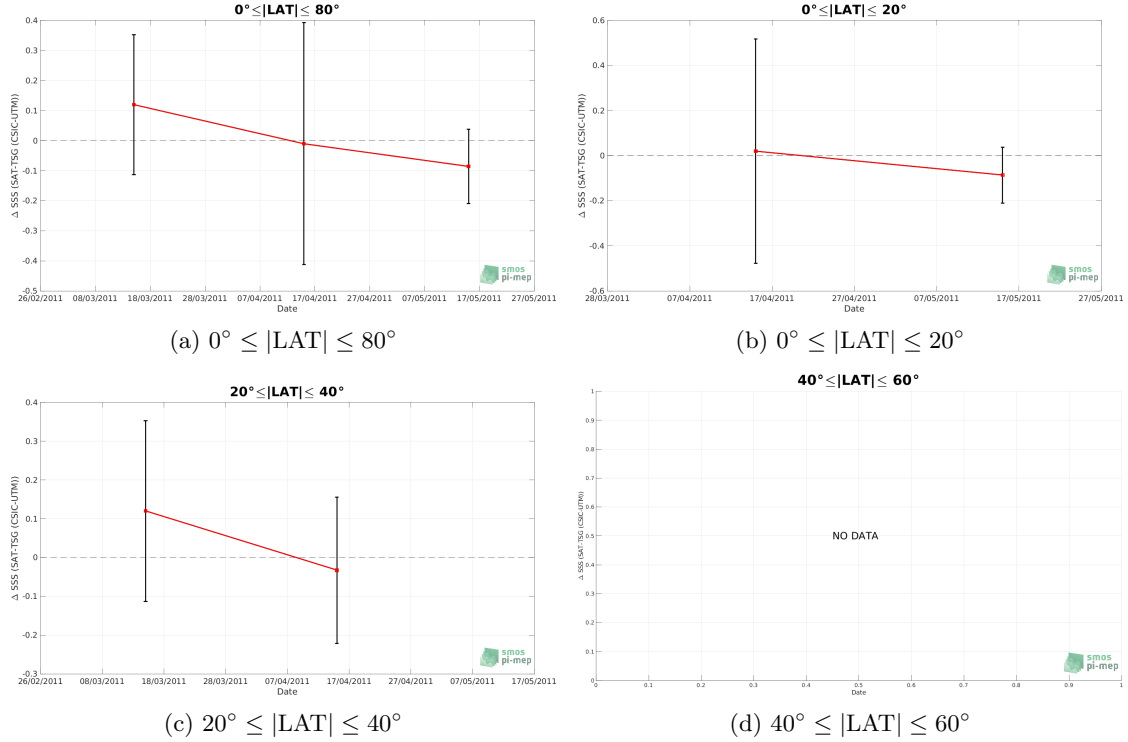 0°≤|LAT|≤ 80°
0.4
0.3
0.2
0.1
0
-0.1
-0.2
-0.3
-0.4
-0.5
Δ SSS (SAT-TSG (CSIC-UTM))
26/02/2011 08/03/2011 18/03/2011 28/03/2011 07/04/2011 17/04/2011 27/04/2011 07/05/2011 17/05/2011 27/05/2011
Date
smos
pi-mep
(a) 0° ≤ |LAT| ≤ 80°
0°≤|LAT|≤ 20°
0.6
0.4
0.2
0
-0.2
-0.4
-0.6
Δ SSS (SAT-TSG (CSIC-UTM))
28/03/2011 07/04/2011 17/04/2011 27/04/2011 07/05/2011 17/05/2011 27/05/2011
Date
smos
pi-mep
(b) 0° ≤ |LAT| ≤ 20°
20°≤|LAT|≤ 40°
0.4
0.3
0.2
0.1
0
-0.1
-0.2
-0.3
Δ SSS (SAT-TSG (CSIC-UTM))
26/02/2011 08/03/2011 18/03/2011 28/03/2011 07/04/2011 17/04/2011 27/04/2011 07/05/2011 17/05/2011
Date
smos
pi-mep
(c) 20° ≤ |LAT| ≤ 40°
40°≤|LAT|≤ 60°
1
0.9
0.8
0.7
0.6
0.5
0.4
0.3
0.2
0.1
0
Δ SSS (SAT-TSG (CSIC-UTM))
NO DATA
0 0.1 0.2 0.3 0.4 0.5 0.6 0.7 0.8 0.9 1
Date
smos
pi-mep
(d) 40° ≤ |LAT| ≤ 60°